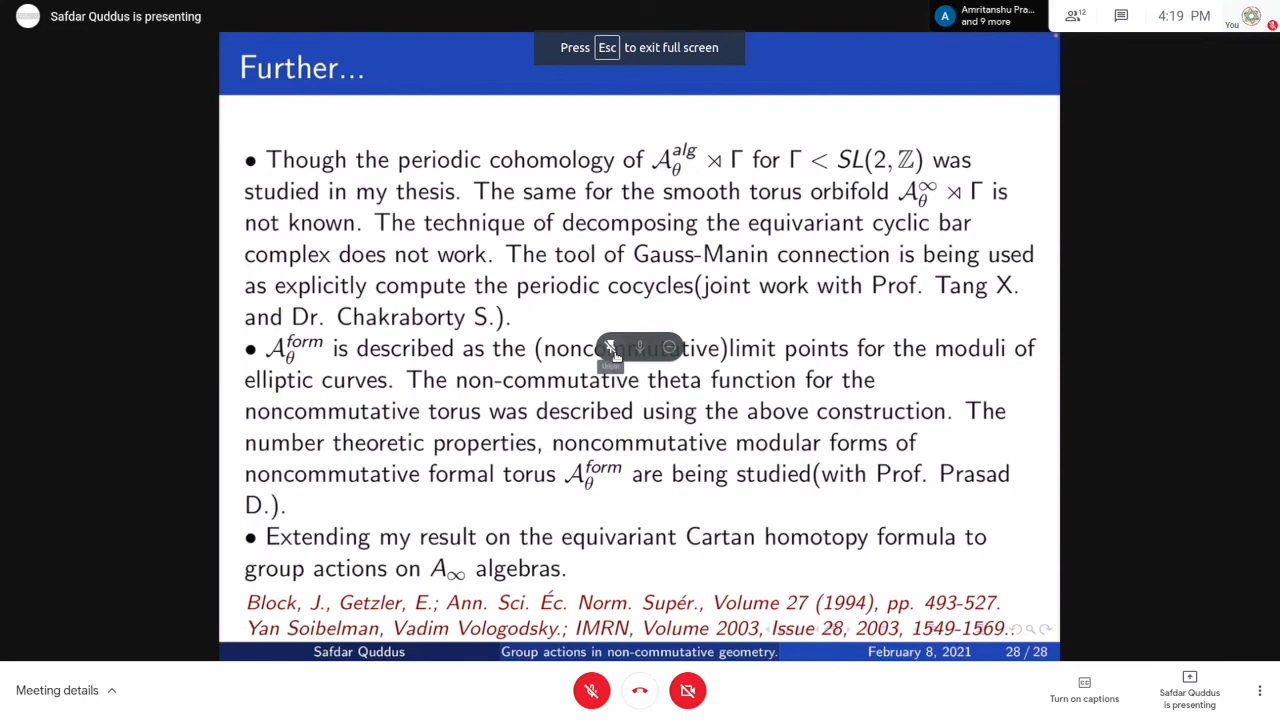 Safdar Quddus is presenting
A Amritanshu Pra... and 9 more
12
4:19 PM
You
Press Esc to exit full screen
Further...
• Though the periodic cohomology of 𝒜_θ^{alg} ⋊ Γ for Γ < SL(2, ℤ) was
studied in my thesis. The same for the smooth torus orbifold 𝒜_θ^∞ ⋊ Γ is
not known. The technique of decomposing the equivariant cyclic bar
complex does not work. The tool of Gauss-Manin connection is being used
as explicitly compute the periodic cocycles(joint work with Prof. Tang X.
and Dr. Chakraborty S.).
• 𝒜_θ^{form} is described as the (noncommutative)limit points for the moduli of
elliptic curves. The non-commutative theta function for the
noncommutative torus was described using the above construction. The
number theoretic properties, noncommutative modular forms of
noncommutative formal torus 𝒜_θ^{form} are being studied(with Prof. Prasad
D.).
• Extending my result on the equivariant Cartan homotopy formula to
group actions on A_∞ algebras.
Block, J., Getzler, E.; Ann. Sci. Éc. Norm. Supér., Volume 27 (1994), pp. 493-527.
Yan Soibelman, Vadim Vologodsky.; IMRN, Volume 2003, Issue 28, 2003, 1549-1569..
Safdar Quddus Group actions in non-commutative geometry. February 8, 2021 28 / 28
Meeting details
Turn on captions
Safdar Quddus
is presenting